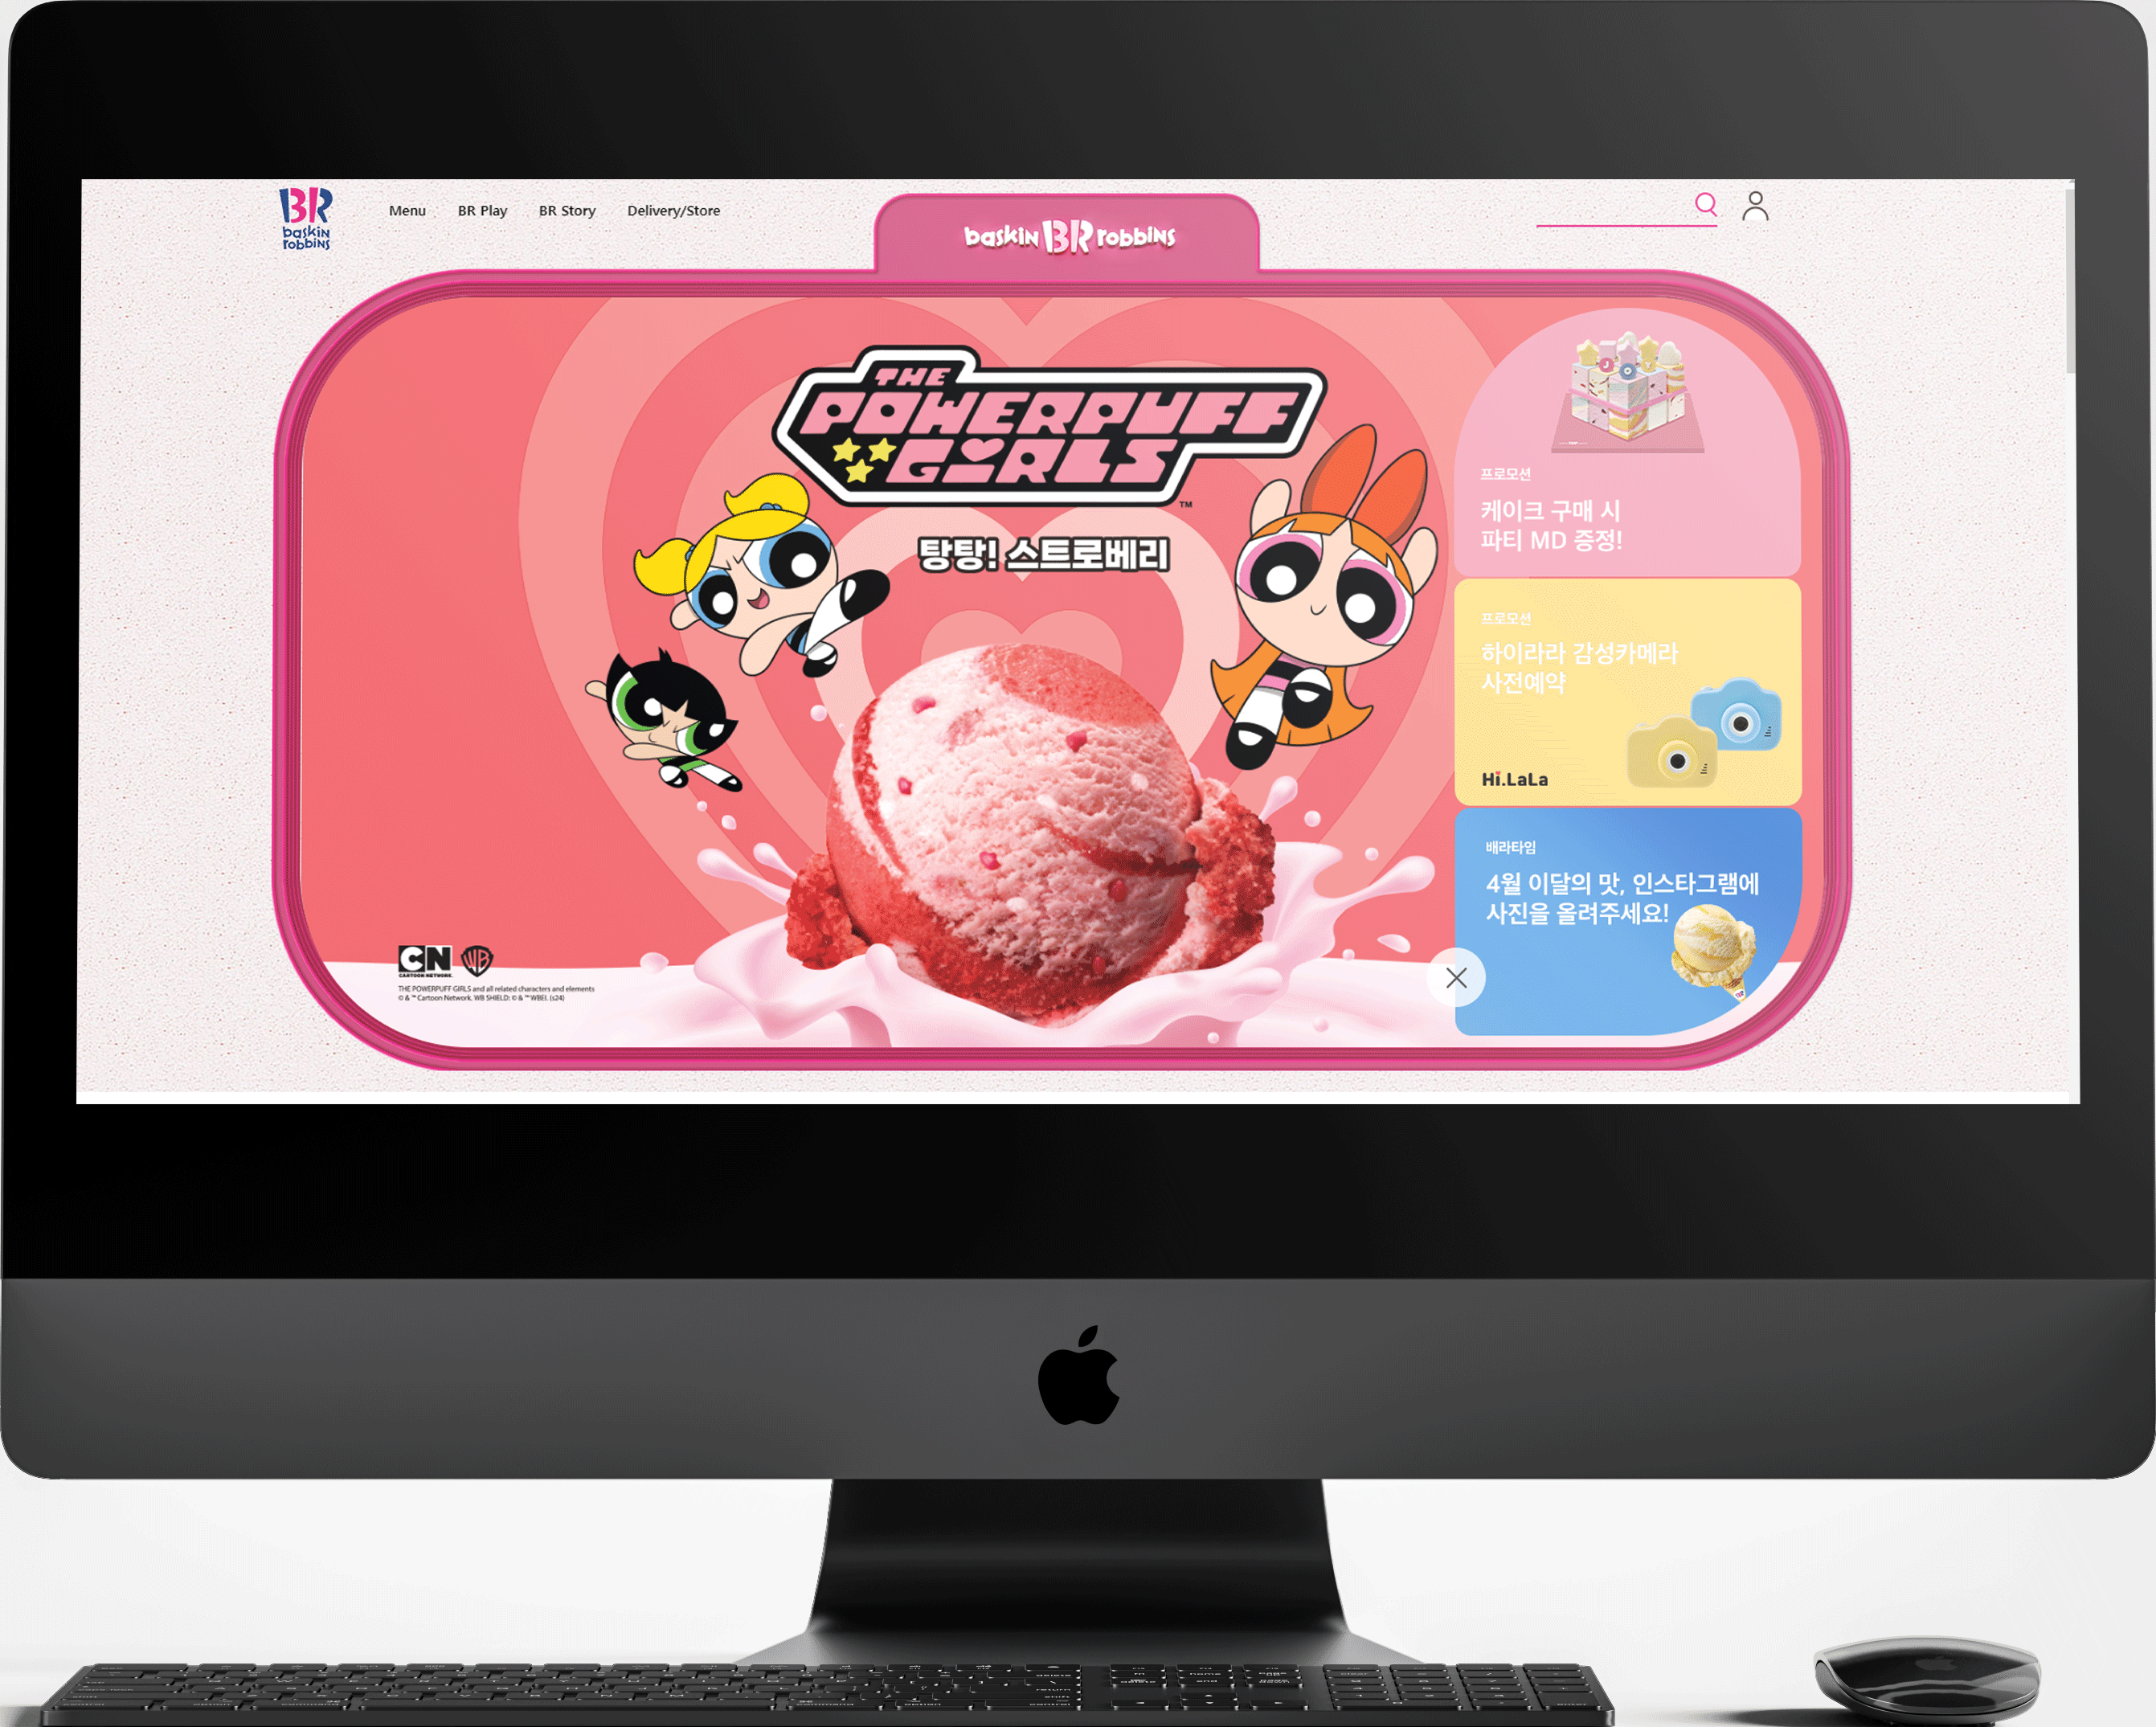 BR
baskin
robbins
Menu
BR Play
BR Story
Delivery/Store
baskin BR robbins
THE
POWERPUFF
GIRLS
TM
탕탕! 스트로베리
프로모션
케이크 구매 시
파티 MD 증정!
프로모션
하이라라 감성카메라
사전예약
Hi.LaLa
배라타임
4월 이달의 맛, 인스타그램에
사진을 올려주세요!
CN
CARTOON NETWORK
WB
THE POWERPUFF GIRLS and all related characters and elements
© & ™ Cartoon Network. WB SHIELD: © & ™ WBEI. (s24)